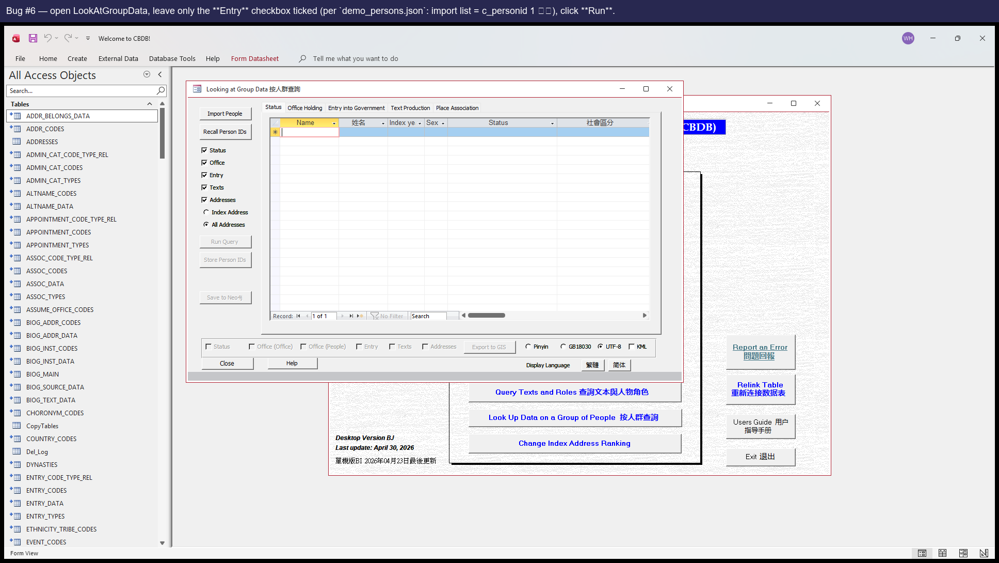 Bug #6 — open LookAtGroupData, leave only the **Entry** checkbox ticked (per `demo_persons.json`: import list = c_personid 1 ), click **Run**.
Welcome to CBDB!
WH
File Home Create External Data Database Tools Help Form Datasheet Tell me what you want to do
All Access Objects
Search...
Tables
ADDR_BELONGS_DATA
ADDR_CODES
ADDRESSES
ADMIN_CAT_CODE_TYPE_REL
ADMIN_CAT_CODES
ADMIN_CAT_TYPES
ALTNAME_CODES
ALTNAME_DATA
APPOINTMENT_CODE_TYPE_REL
APPOINTMENT_CODES
APPOINTMENT_TYPES
ASSOC_CODE_TYPE_REL
ASSOC_CODES
ASSOC_DATA
ASSOC_TYPES
ASSUME_OFFICE_CODES
BIOG_ADDR_CODES
BIOG_ADDR_DATA
BIOG_INST_CODES
BIOG_INST_DATA
BIOG_MAIN
BIOG_SOURCE_DATA
BIOG_TEXT_DATA
CHORONYM_CODES
CopyTables
COUNTRY_CODES
Del_Log
DYNASTIES
ENTRY_CODE_TYPE_REL
ENTRY_CODES
ENTRY_DATA
ENTRY_TYPES
ETHNICITY_TRIBE_CODES
EVENT_CODES
Form View
Looking at Group Data 按人群查詢
Import People
Recall Person IDs
Status
Office
Entry
Texts
Addresses
Index Address
All Addresses
Run Query
Store Person IDs
Save to Neo4j
Status Office Holding Entry into Government Text Production Place Association
Name 姓名 Index ye Sex Status 社會區分
Record: 1 of 1 No Filter Search
Status Office (Office) Office (People) Entry Texts Addresses Export to GIS Pinyin GB18030 UTF-8 KML
Close Help Display Language 繁體 简体
CBDB)
Query Texts and Roles 查詢文本與人物角色
Look Up Data on a Group of People 按人群查詢
Change Index Address Ranking
Desktop Version BJ
Last update: April 30, 2026
單機版BI 2026年04月23日最後更新
Report an Error
問題回報
Relink Table
重新连接数据表
Users Guide 用户
指导手册
Exit 退出